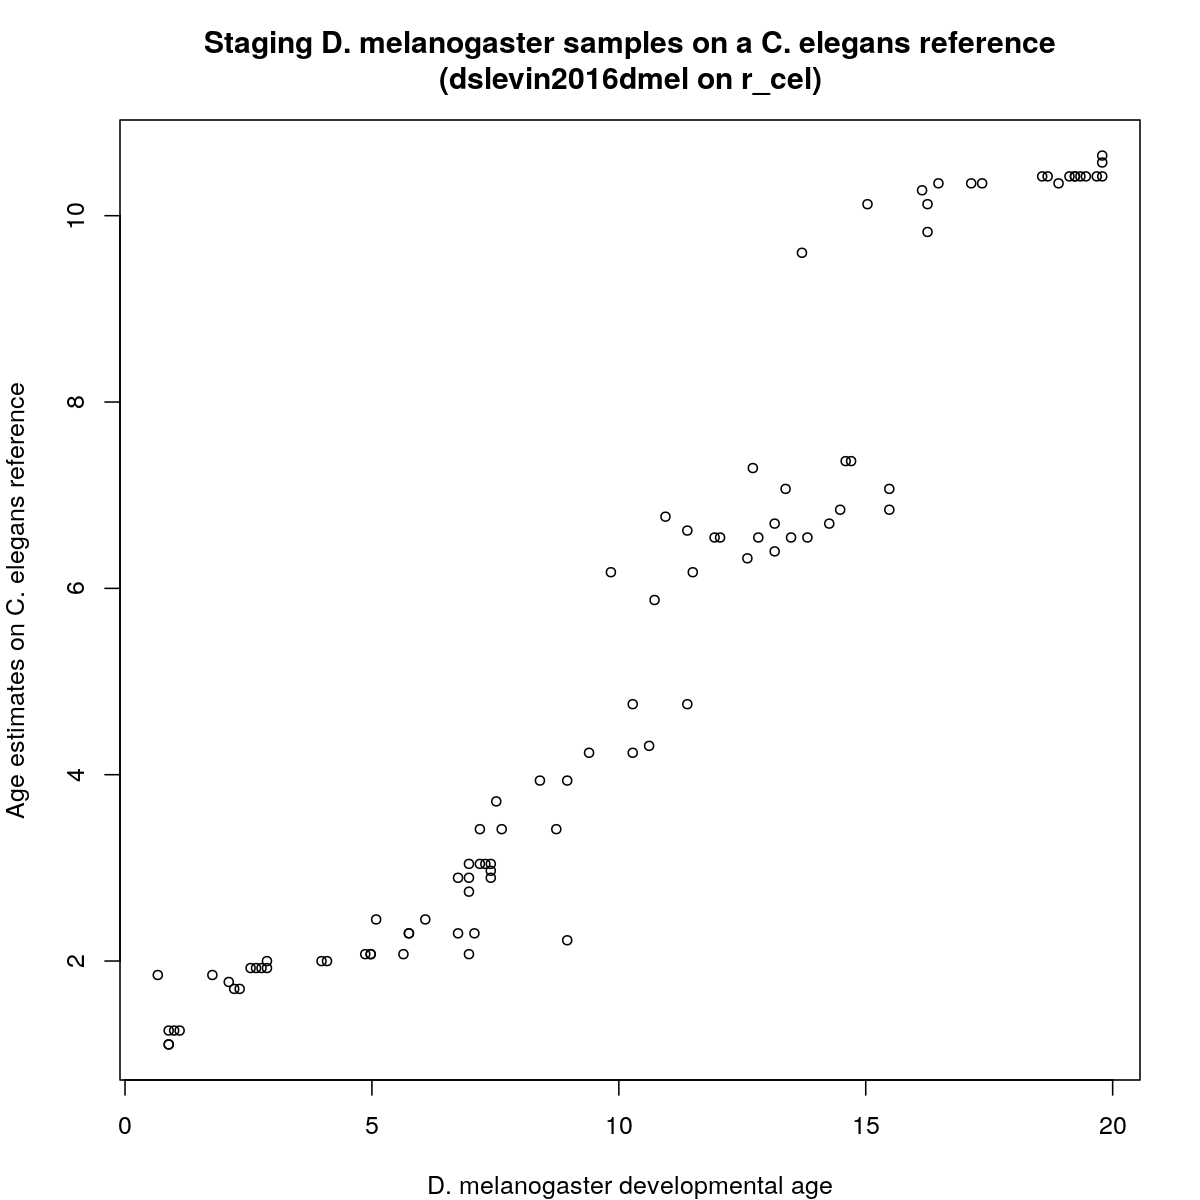 Staging D. melanogaster samples on a C. elegans reference
(dslevin2016dmel on r_cel)
Age estimates on C. elegans reference
10
8
6
4
2
0 5 10 15 20
D. melanogaster developmental age